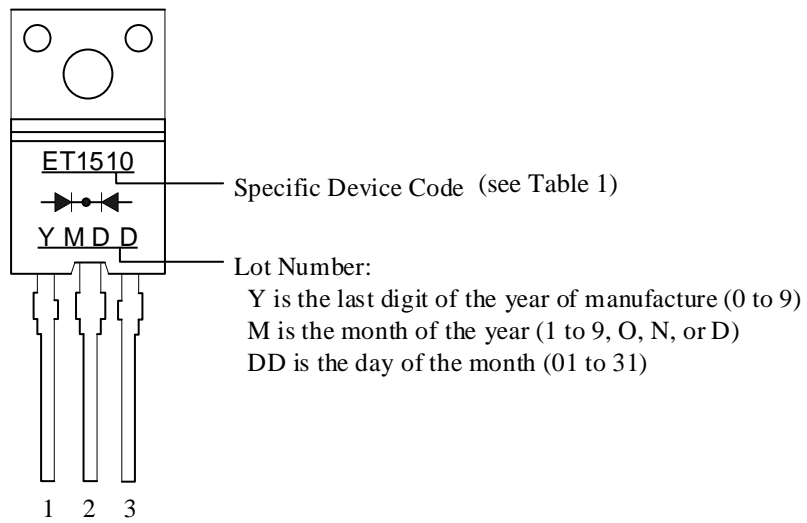 ET1510
Specific Device Code (see Table 1)
Y M D D
Lot Number:
Y is the last digit of the year of manufacture (0 to 9)
M is the month of the year (1 to 9, O, N, or D)
DD is the day of the month (01 to 31)
1 2 3